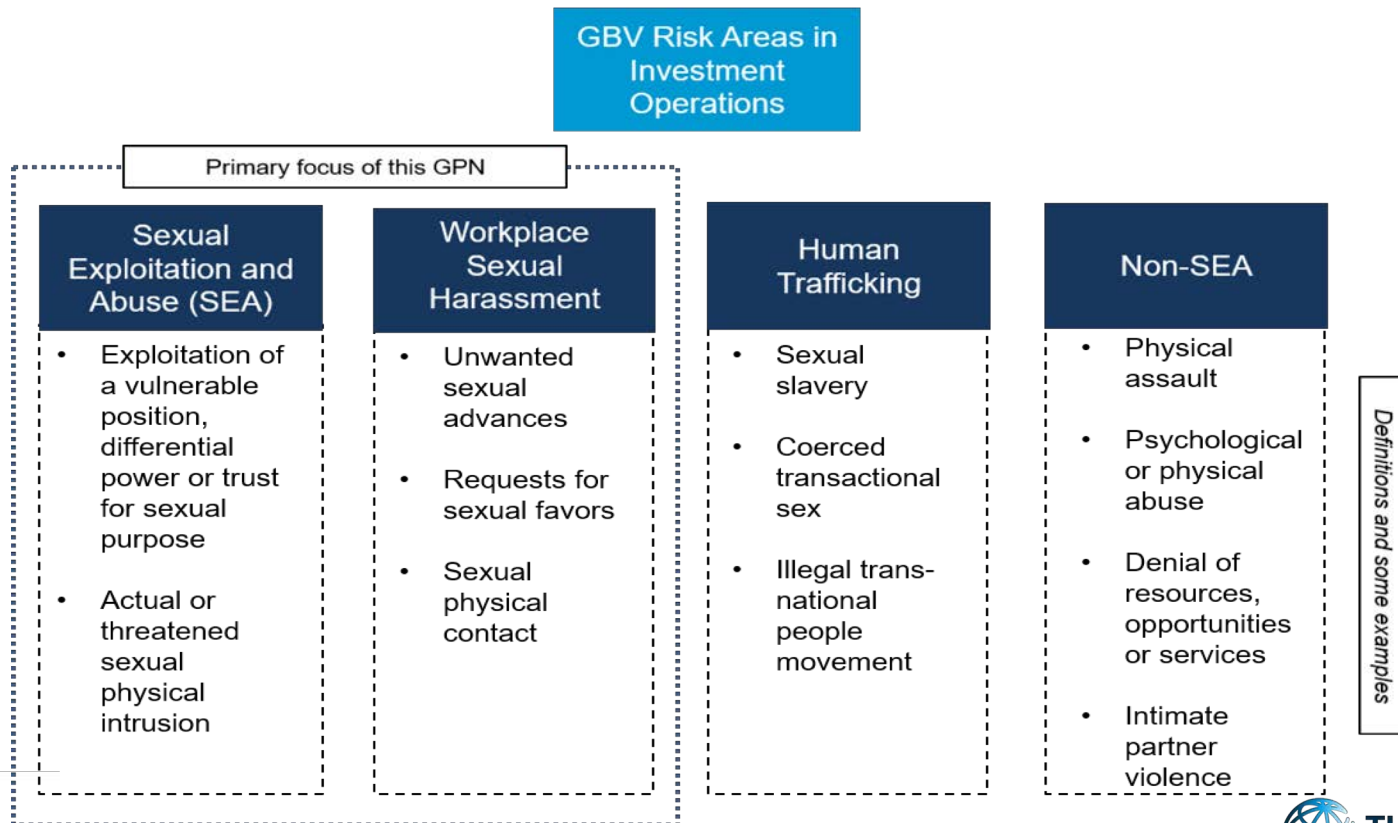 GBV Risk Areas in
Investment
Operations
Primary focus of this GPN
Sexual
Exploitation and
Abuse (SEA)
• Exploitation of
a vulnerable
position,
differential
power or trust
for sexual
purpose
• Actual or
threatened
sexual
physical
intrusion
Workplace
Sexual
Harassment
• Unwanted
sexual
advances
• Requests for
sexual favors
• Sexual
physical
contact
Human
Trafficking
• Sexual
slavery
• Coerced
transactional
sex
• Illegal trans-
national
people
movement
Non-SEA
• Physical
assault
• Psychological
or physical
abuse
• Denial of
resources,
opportunities
or services
• Intimate
partner
violence
Definitions and some examples